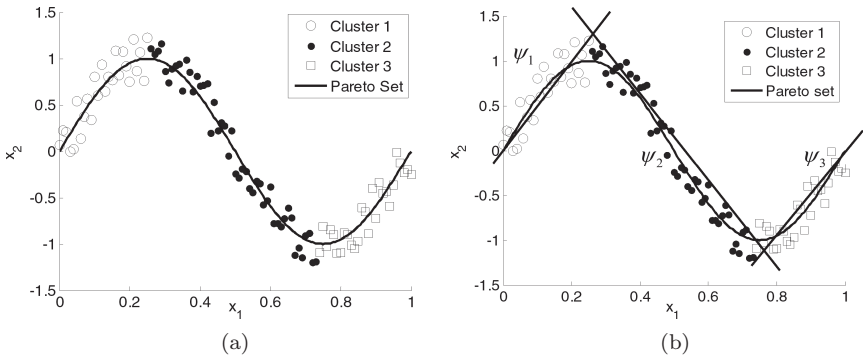 1.5
1
0.5
0
-0.5
-1
-1.5
x2
0
0.2
0.4
0.6
0.8
1
x1
Cluster 1
Cluster 2
Cluster 3
Pareto Set
(a)
1.5
1
0.5
0
-0.5
-1
-1.5
x2
0
0.2
0.4
0.6
0.8
1
x1
ψ1
ψ2
ψ3
Cluster 1
Cluster 2
Cluster 3
Pareto set
(b)